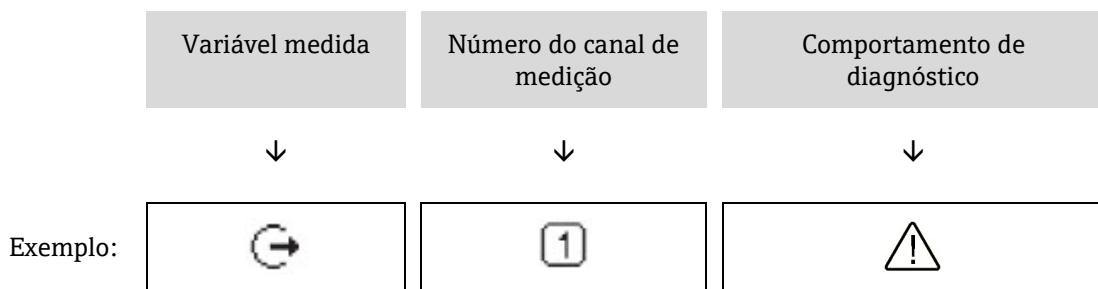 Variável medida
Número do canal de
medição
Comportamento de
diagnóstico
Exemplo:
1